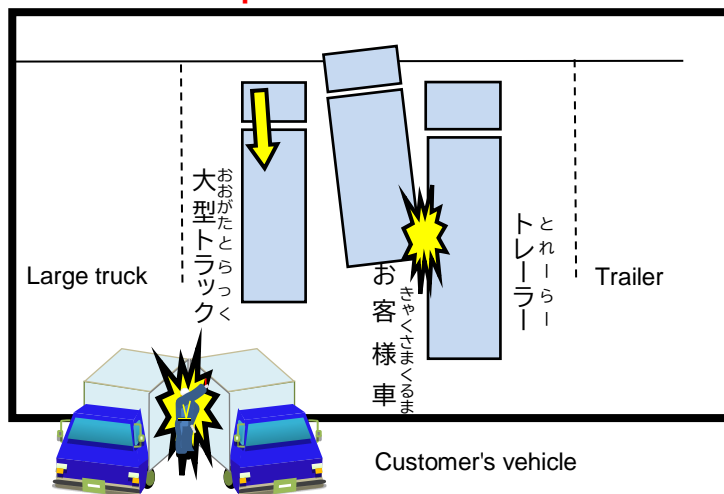 大型トラック
おおがたとらっく
Large truck
お客様車
きゃくさまくるま
トレーラー
とれーらー
Trailer
Customer's vehicle